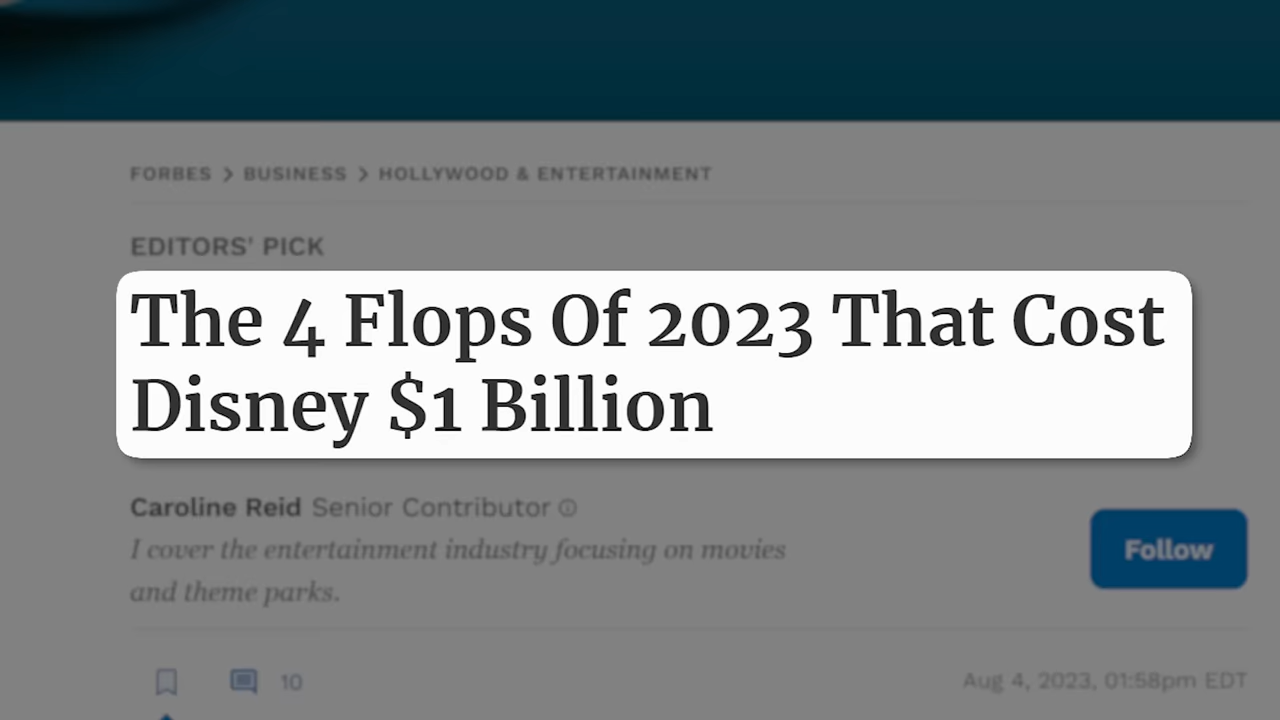 FORBES > BUSINESS > HOLLYWOOD & ENTERTAINMENT
EDITORS' PICK
The 4 Flops Of 2023 That Cost
Disney $1 Billion
Caroline Reid Senior Contributor
I cover the entertainment industry focusing on movies
and theme parks.
Follow
10
Aug 4, 2023, 01:58pm EDT